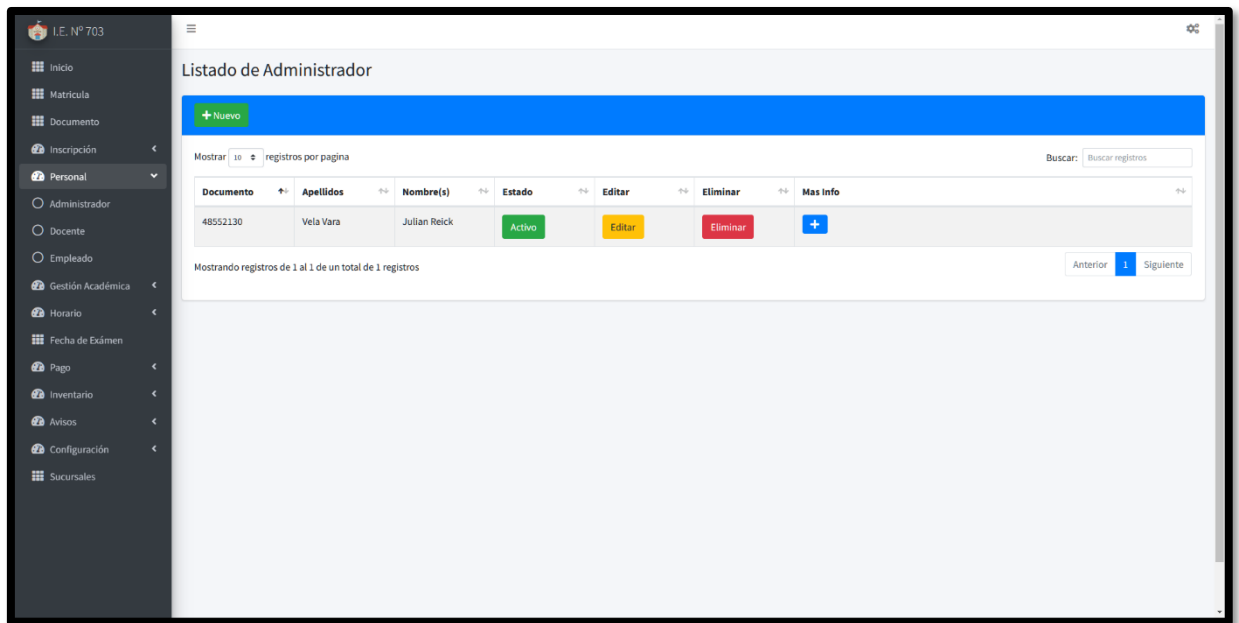 I.E. Nº 703
Inicio
Matricula
Documento
Inscripción
Personal
Administrador
Docente
Empleado
Gestión Académica
Horario
Fecha de Exámen
Pago
Inventario
Avisos
Configuración
Sucursales
Listado de Administrador
Nuevo
Mostrar 10 registros por pagina
Buscar: Buscar registros
Documento Apellidos Nombre(s) Estado Editar Eliminar Mas Info
48552130 Vela Vara Julian Reick Activo Editar Eliminar +
Mostrando registros de 1 al 1 de un total de 1 registros
Anterior 1 Siguiente